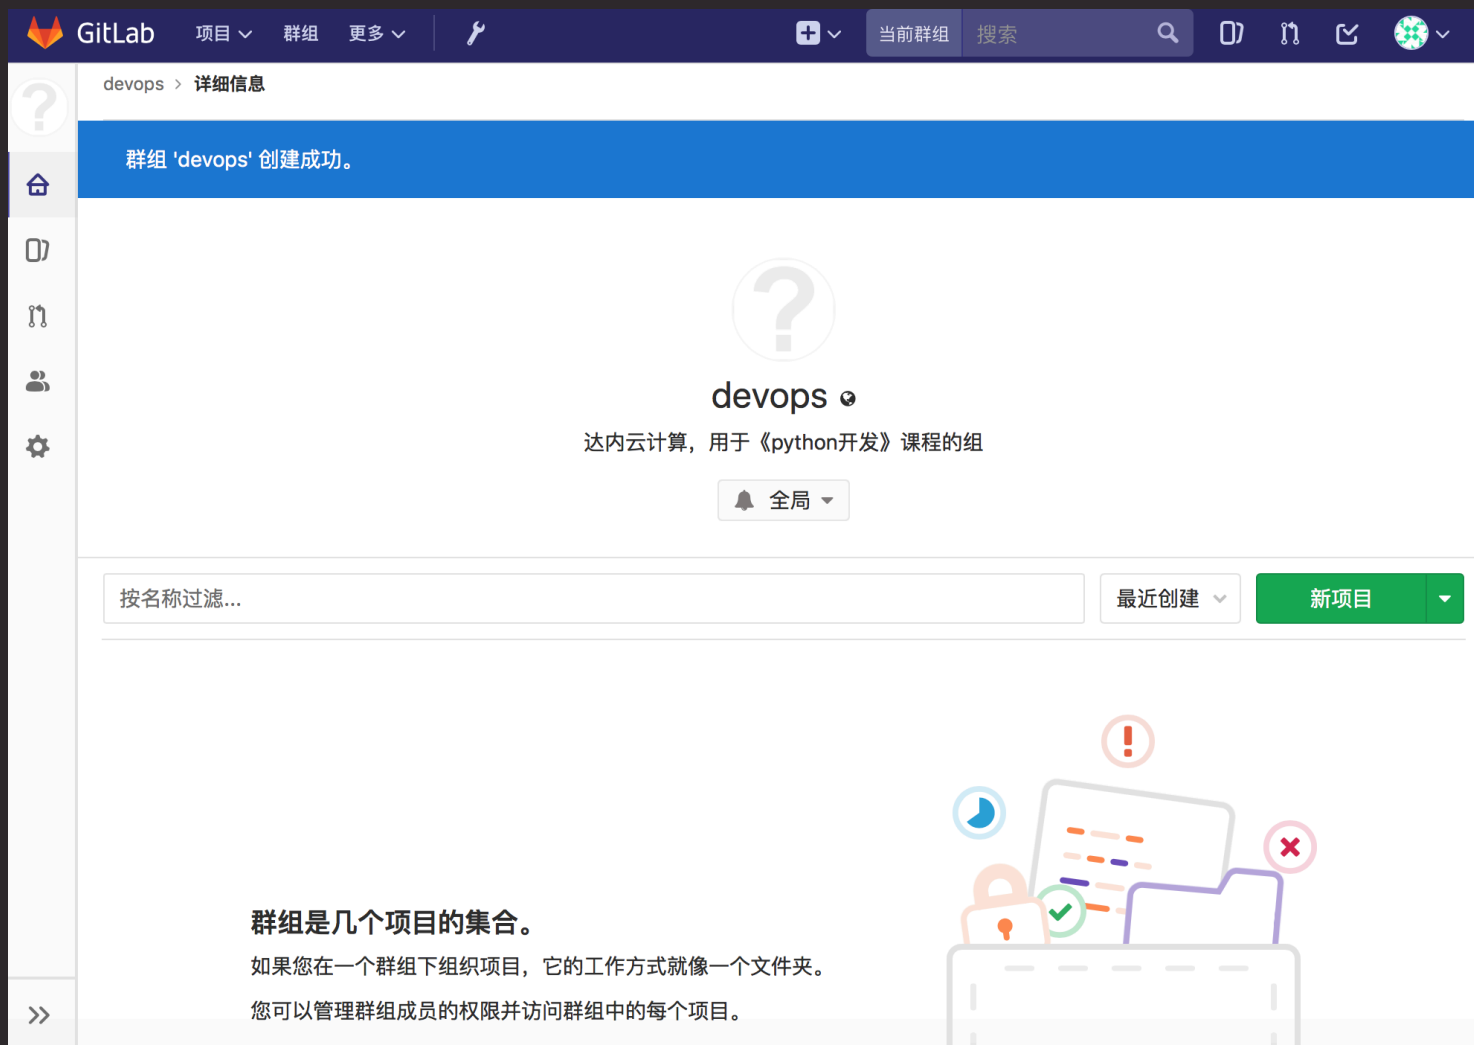 GitLab 项目 群组 更多 当前群组 搜索
devops > 详细信息
群组 'devops' 创建成功。
devops
达内云计算，用于《python开发》课程的组
全局
按名称过滤... 最近创建 新项目
群组是几个项目的集合。
如果您在一个群组下组织项目，它的工作方式就像一个文件夹。
您可以管理群组成员的权限并访问群组中的每个项目。